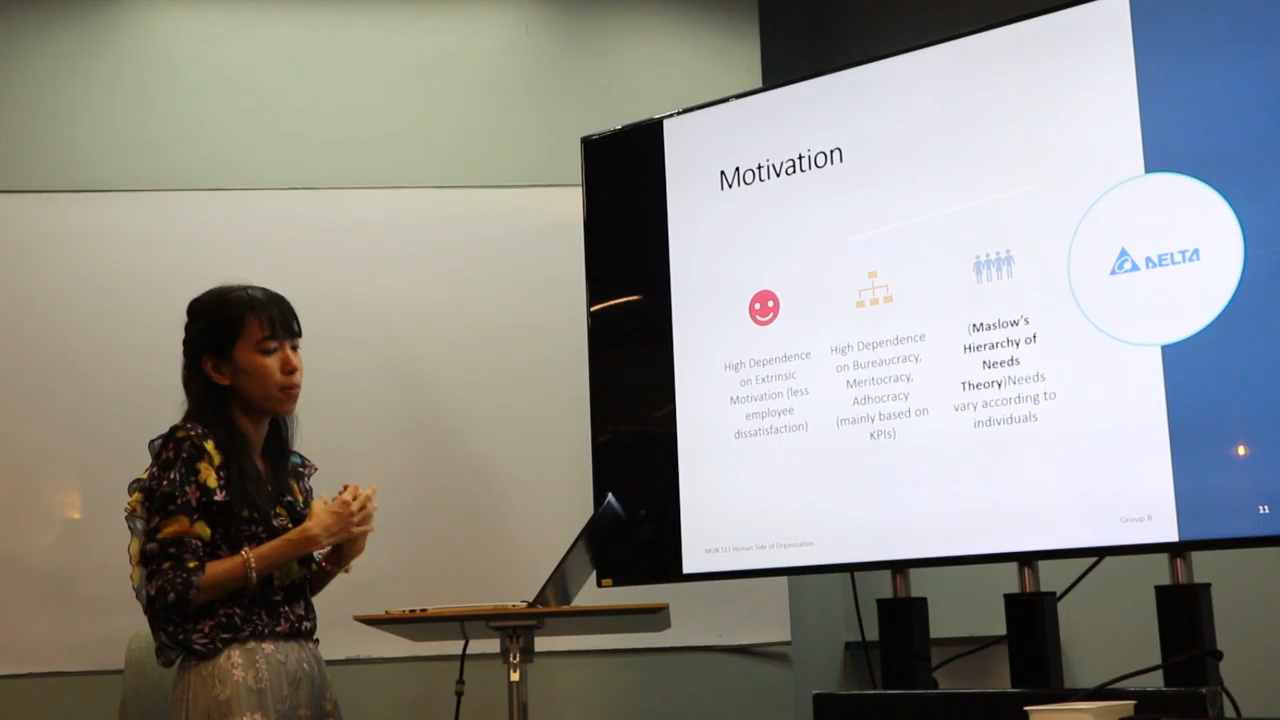 Motivation
High Dependence
on Extrinsic
Motivation (less
employee
dissatisfaction)
High Dependence
on Bureaucracy,
Meritocracy,
Adhocracy
(mainly based on
KPIs)
(Maslow's
Hierarchy of
Needs
Theory)Needs
vary according to
individuals
DELTA
MGN 511 Human Side of Organization
Group 8
11